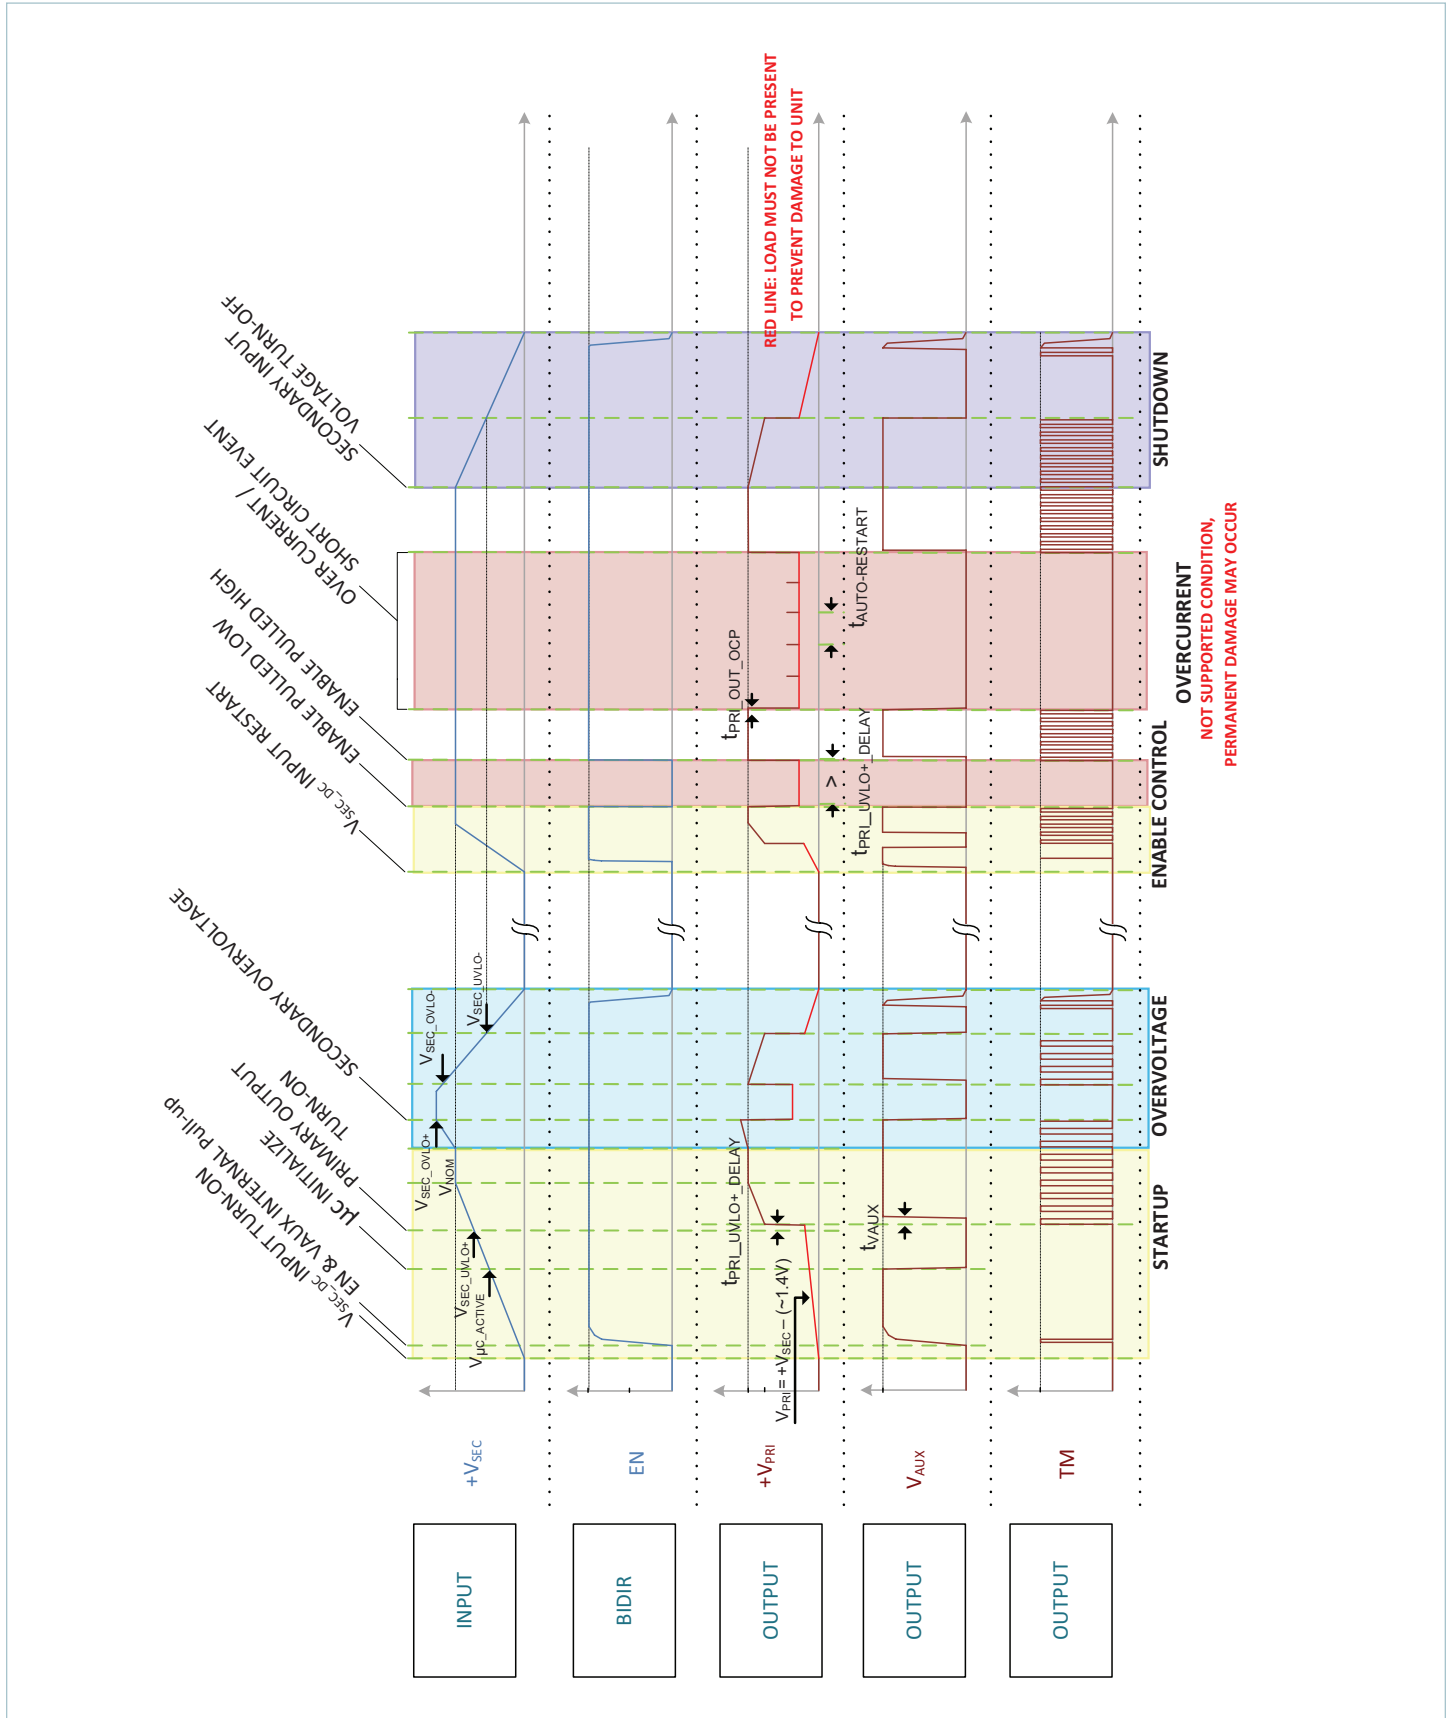 VSEC_DC INPUT TURN-ON
EN & VAUX INTERNAL Pull-up
µC INITIALIZE
PRIMARY OUTPUT
TURN-ON
SECONDARY OVERVOLTAGE
VSEC_DC INPUT RESTART
ENABLE PULLED LOW
ENABLE PULLED HIGH
OVER CURRENT /
SHORT CIRCUIT EVENT
SECONDARY INPUT
VOLTAGE TURN-OFF
INPUT
+VSEC
VµC_ACTIVE
VSEC_UVLO+
VNOM
VSEC_OVLO+
VSEC_OVLO-
VSEC_UVLO-
BIDIR
EN
OUTPUT
+VPRI
VPRI = +VSEC – (~1.4V)
tPRI_UVLO+_DELAY
tPRI_OUT_OCP
>
tPRI_UVLO+_DELAY
tAUTO-RESTART
RED LINE: LOAD MUST NOT BE PRESENT
TO PREVENT DAMAGE TO UNIT
OUTPUT
VAUX
tVAUX
OUTPUT
TM
STARTUP
OVERVOLTAGE
ENABLE CONTROL
OVERCURRENT
NOT SUPPORTED CONDITION,
PERMANENT DAMAGE MAY OCCUR
SHUTDOWN